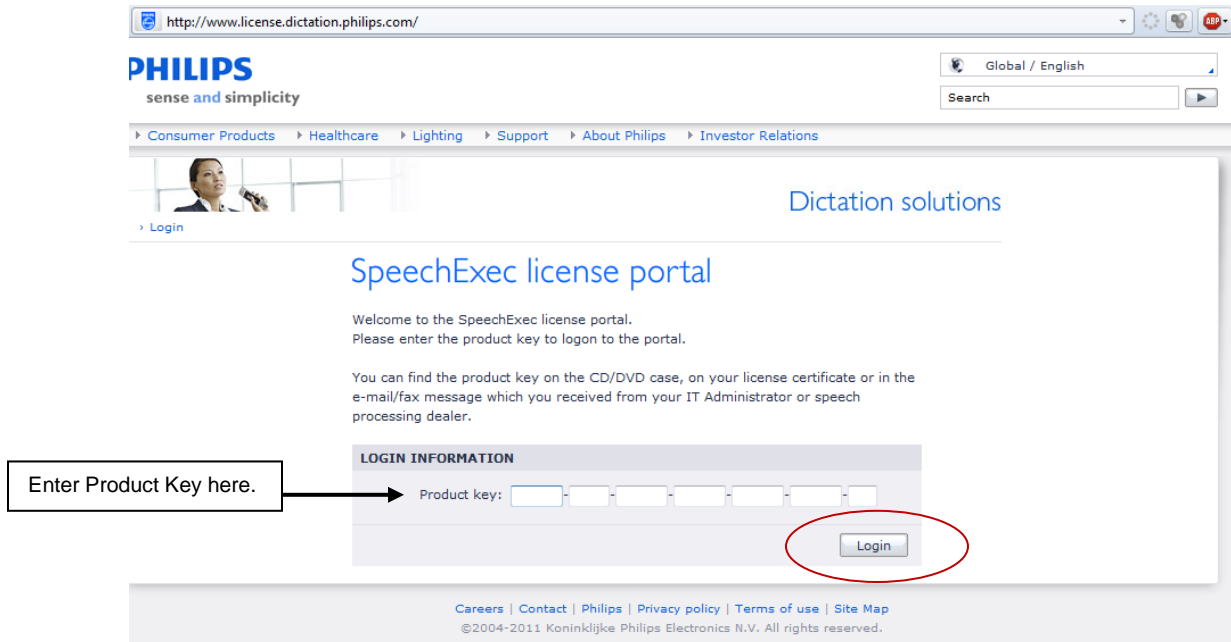 http://www.license.dictation.philips.com/
ABP
PHILIPS
sense and simplicity
Global / English
Search
Consumer Products Healthcare Lighting Support About Philips Investor Relations
Dictation solutions
› Login
SpeechExec license portal
Welcome to the SpeechExec license portal.
Please enter the product key to logon to the portal.
You can find the product key on the CD/DVD case, on your license certificate or in the
e-mail/fax message which you received from your IT Administrator or speech
processing dealer.
LOGIN INFORMATION
Enter Product Key here.
Product key: - - - - - -
Login
Careers | Contact | Philips | Privacy policy | Terms of use | Site Map
©2004-2011 Koninklijke Philips Electronics N.V. All rights reserved.